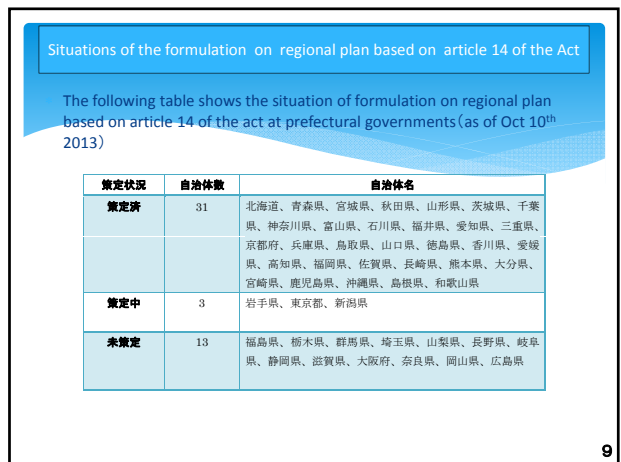 Situations of the formulation on regional plan based on article 14 of the Act
The following table shows the situation of formulation on regional plan
based on article 14 of the act at prefectural governments(as of Oct 10th
2013)
策定状況 自治体数 自治体名
策定済 31 北海道、青森県、宮城県、秋田県、山形県、茨城県、千葉
県、神奈川県、富山県、石川県、福井県、愛知県、三重県、
京都府、兵庫県、鳥取県、山口県、徳島県、香川県、愛媛
県、高知県、福岡県、佐賀県、長崎県、熊本県、大分県、
宮崎県、鹿児島県、沖縄県、島根県、和歌山県
策定中 3 岩手県、東京都、新潟県
未策定 13 福島県、栃木県、群馬県、埼玉県、山梨県、長野県、岐阜
県、静岡県、滋賀県、大阪府、奈良県、岡山県、広島県
9